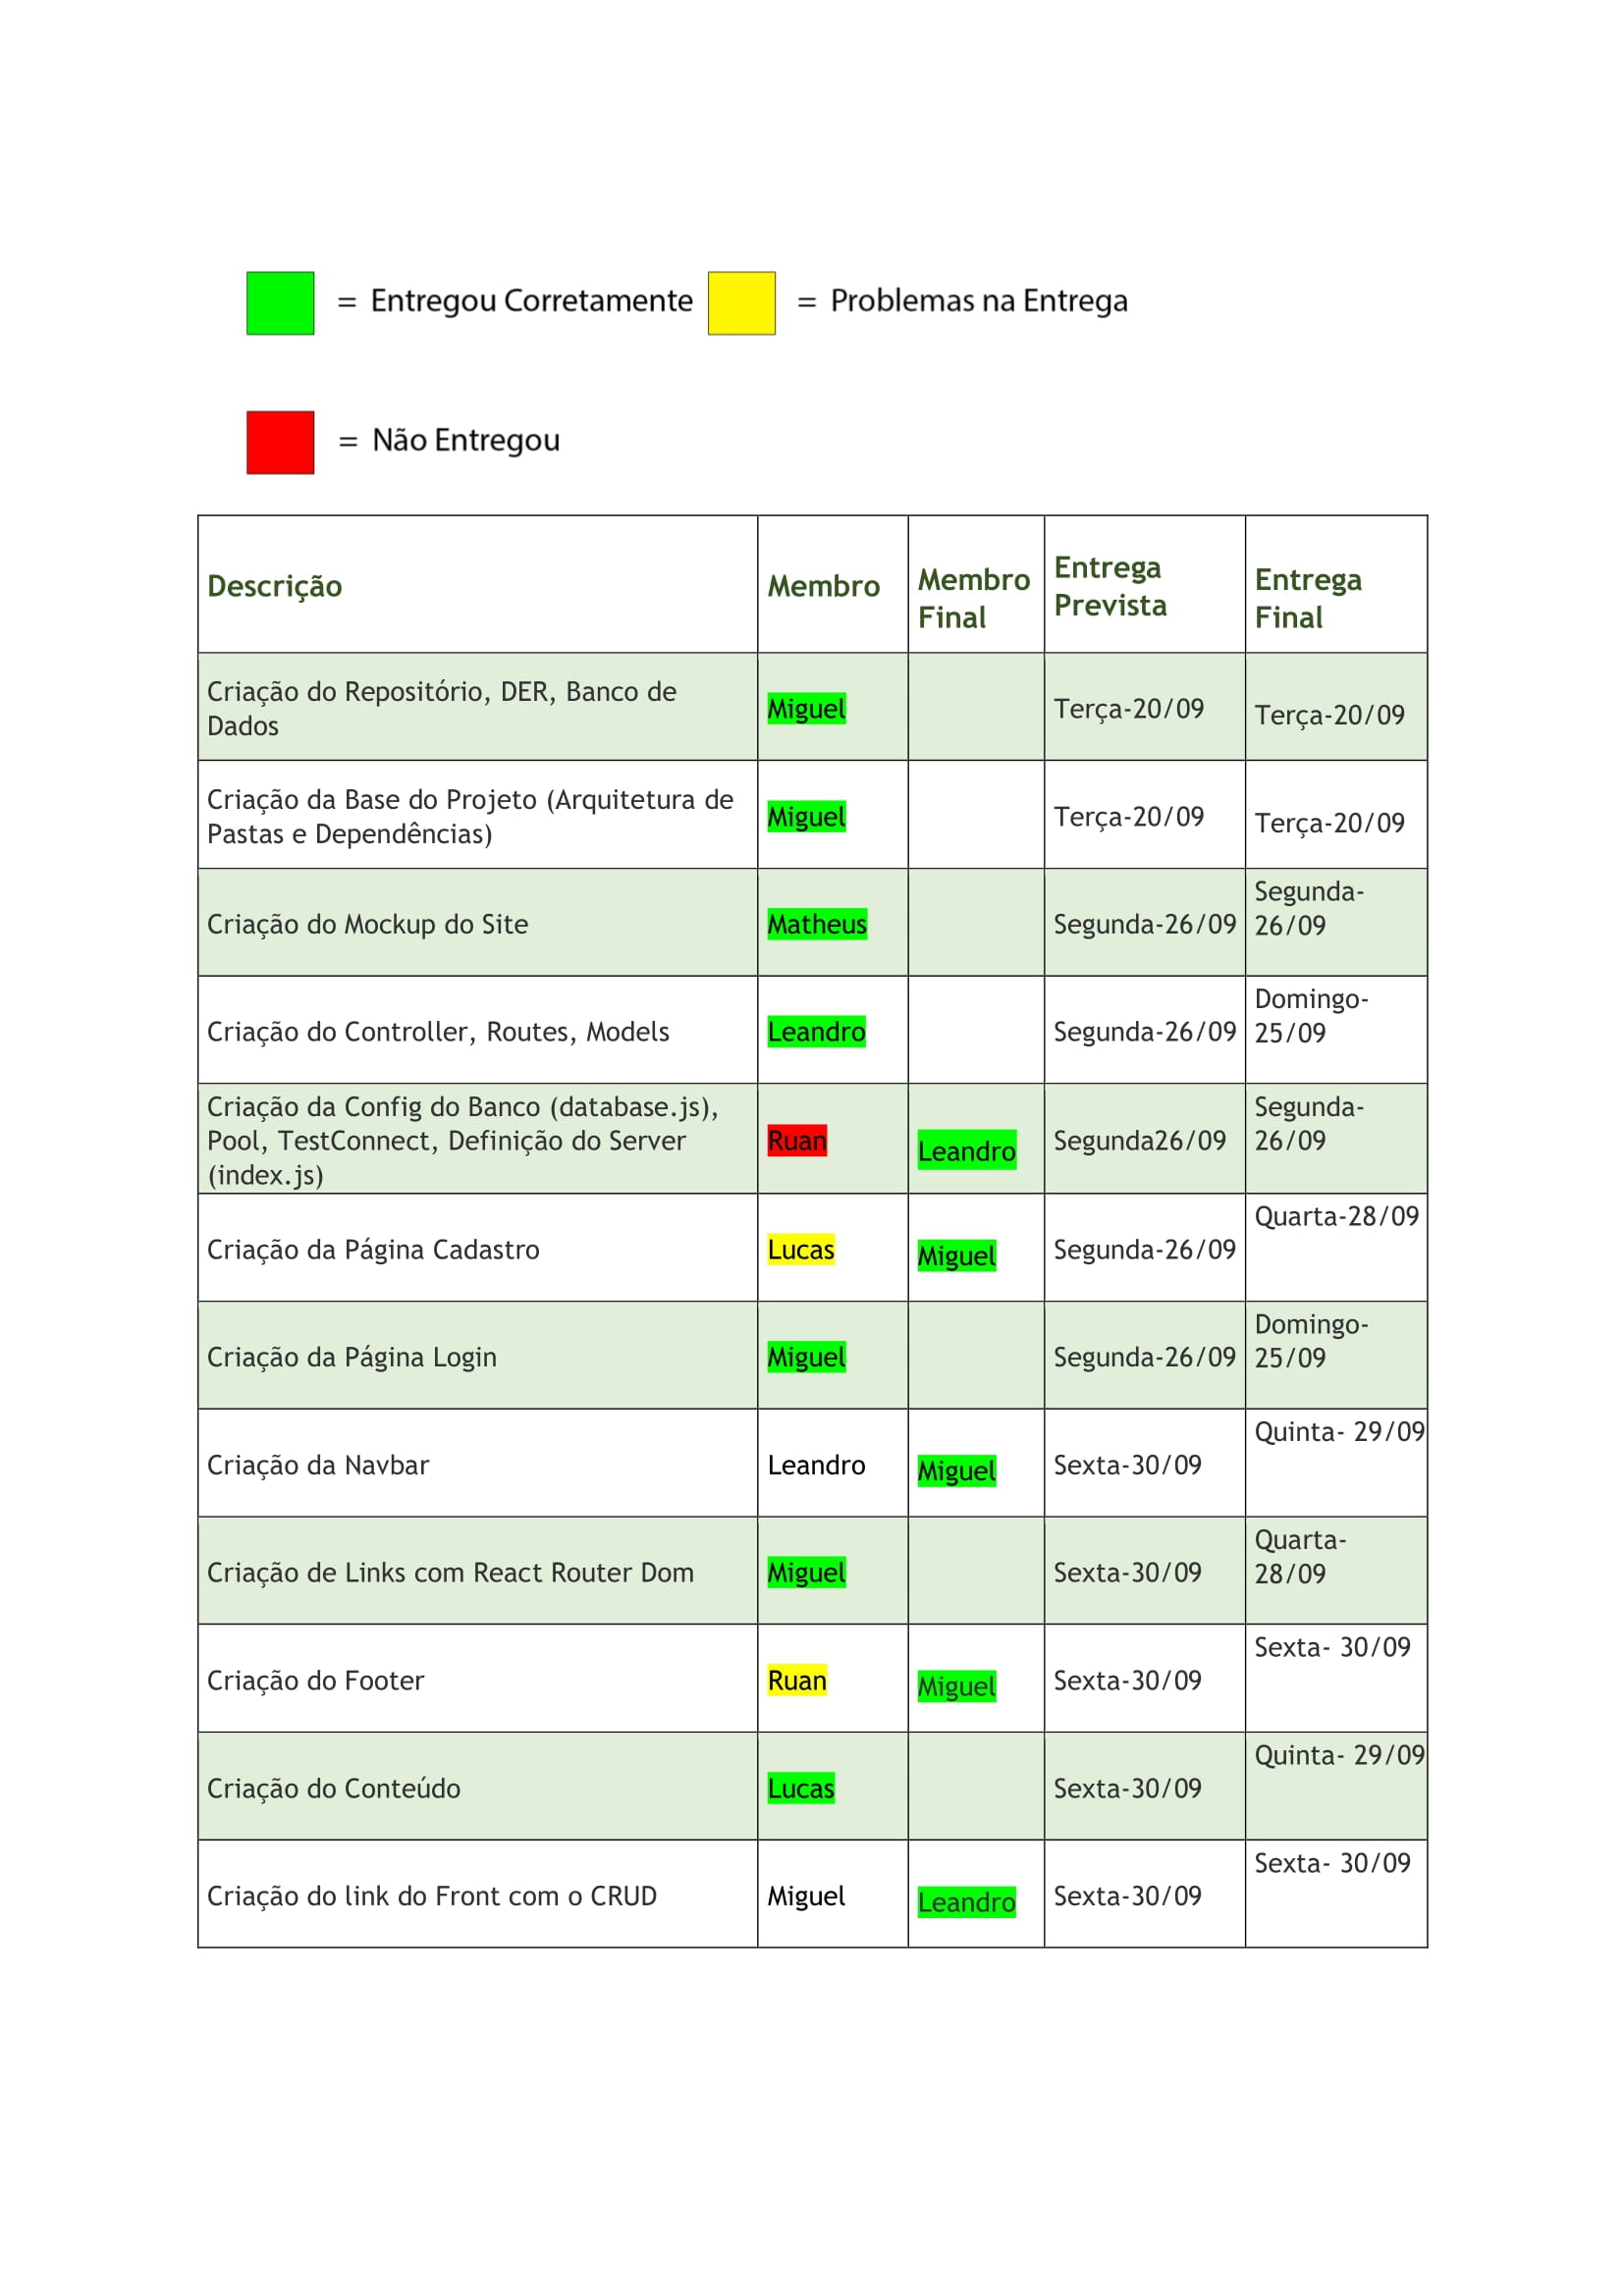 = Entregou Corretamente = Problemas na Entrega
= Não Entregou
Descrição
Membro
Membro
Final
Entrega
Prevista
Entrega
Final
Criação do Repositório, DER, Banco de
Dados
Miguel
Terça-20/09
Terça-20/09
Criação da Base do Projeto (Arquitetura de
Pastas e Dependências)
Miguel
Terça-20/09
Terça-20/09
Criação do Mockup do Site
Matheus
Segunda-26/09
Segunda-
26/09
Criação do Controller, Routes, Models
Leandro
Segunda-26/09
Domingo-
25/09
Criação da Config do Banco (database.js),
Pool, TestConnect, Definição do Server
(index.js)
Ruan
Leandro
Segunda26/09
Segunda-
26/09
Criação da Página Cadastro
Lucas
Miguel
Segunda-26/09
Quarta-28/09
Criação da Página Login
Miguel
Segunda-26/09
Domingo-
25/09
Criação da Navbar
Leandro
Miguel
Sexta-30/09
Quinta- 29/09
Criação de Links com React Router Dom
Miguel
Sexta-30/09
Quarta-
28/09
Criação do Footer
Ruan
Miguel
Sexta-30/09
Sexta- 30/09
Criação do Conteúdo
Lucas
Sexta-30/09
Quinta- 29/09
Criação do link do Front com o CRUD
Miguel
Leandro
Sexta-30/09
Sexta- 30/09